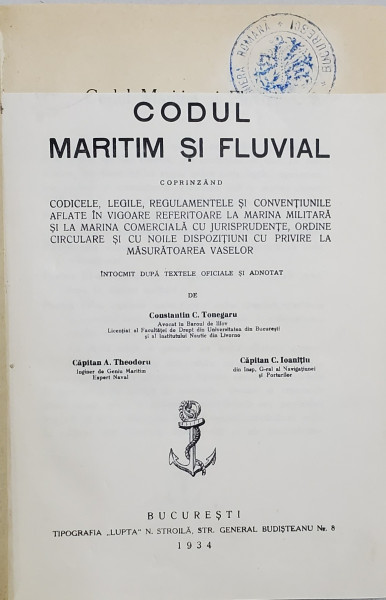 ROMANA * BUCUREȘTI
CODUL
MARITIM ȘI FLUVIAL
COPRINZÂND
CODICELE, LEGILE, REGULAMENTELE ȘI CONVENȚIUNILE
AFLATE ÎN VIGOARE REFERITOARE LA MARINA MILITARĂ
ȘI LA MARINA COMERCIALĂ CU JURISPRUDENȚE, ORDINE
CIRCULARE ȘI CU NOILE DISPOZIȚIUNI CU PRIVIRE LA
MĂSURĂTOAREA VASELOR
ÎNTOCMIT DUPĂ TEXTELE OFICIALE ȘI ADNOTAT
DE
Constantin C. Tonegaru
Avocat la Baroul de Ilfov
Licențiat al Facultății de Drept din Universitatea din București
și al Institutului Nautic din Livorno
Căpitan A. Theodoru
Inginer de Geniu Maritim
Expert Naval
Căpitan C. Ioanițiu
din Insp. G-ral al Navigațiunei
și Porturilor
BUCUREȘTI
TIPOGRAFIA „LUPTA" N. STROILĂ, STR. GENERAL BUDIȘTEANU No. 8
1934